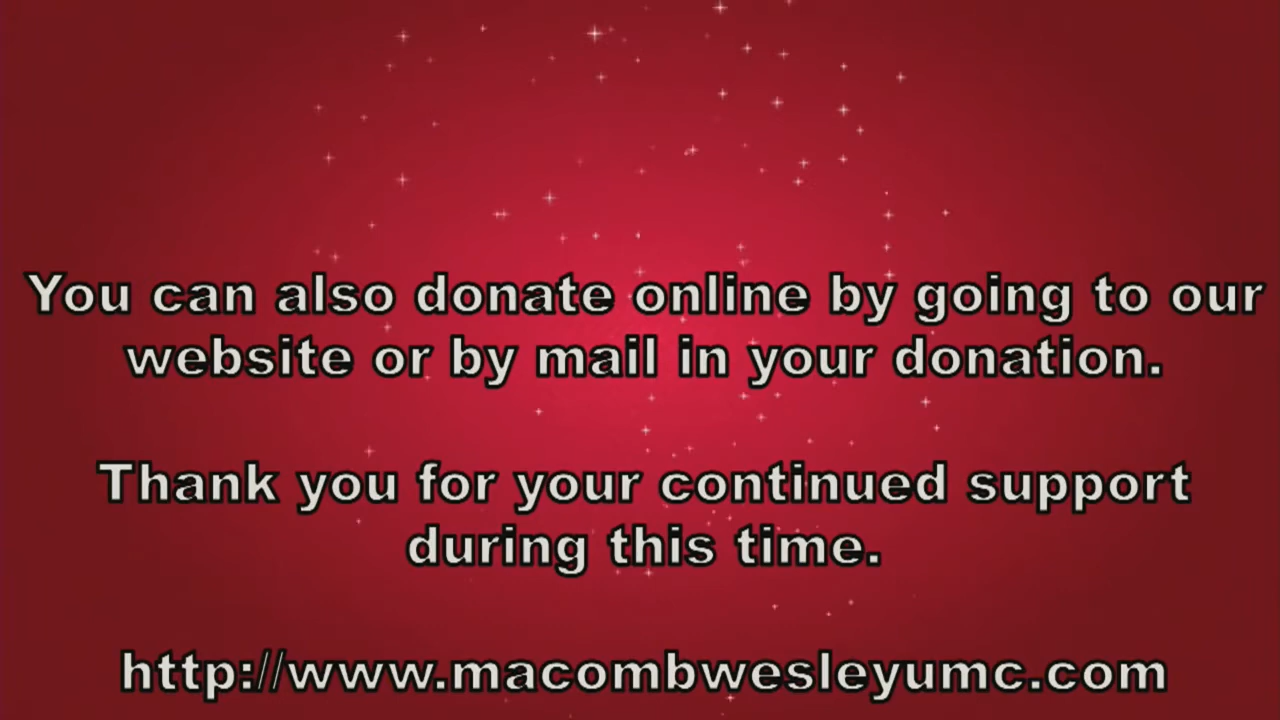 You can also donate online by going to our
website or by mail in your donation.
Thank you for your continued support
during this time.
http://www.macombwesleyumc.com